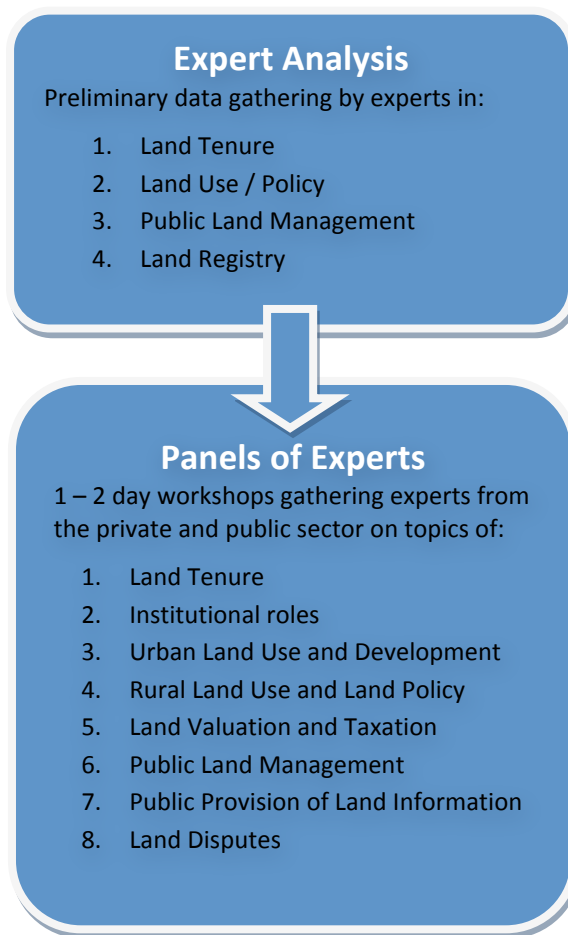 Expert Analysis
Preliminary data gathering by experts in:
1. Land Tenure
2. Land Use / Policy
3. Public Land Management
4. Land Registry
Panels of Experts
1 – 2 day workshops gathering experts from
the private and public sector on topics of:
1. Land Tenure
2. Institutional roles
3. Urban Land Use and Development
4. Rural Land Use and Land Policy
5. Land Valuation and Taxation
6. Public Land Management
7. Public Provision of Land Information
8. Land Disputes